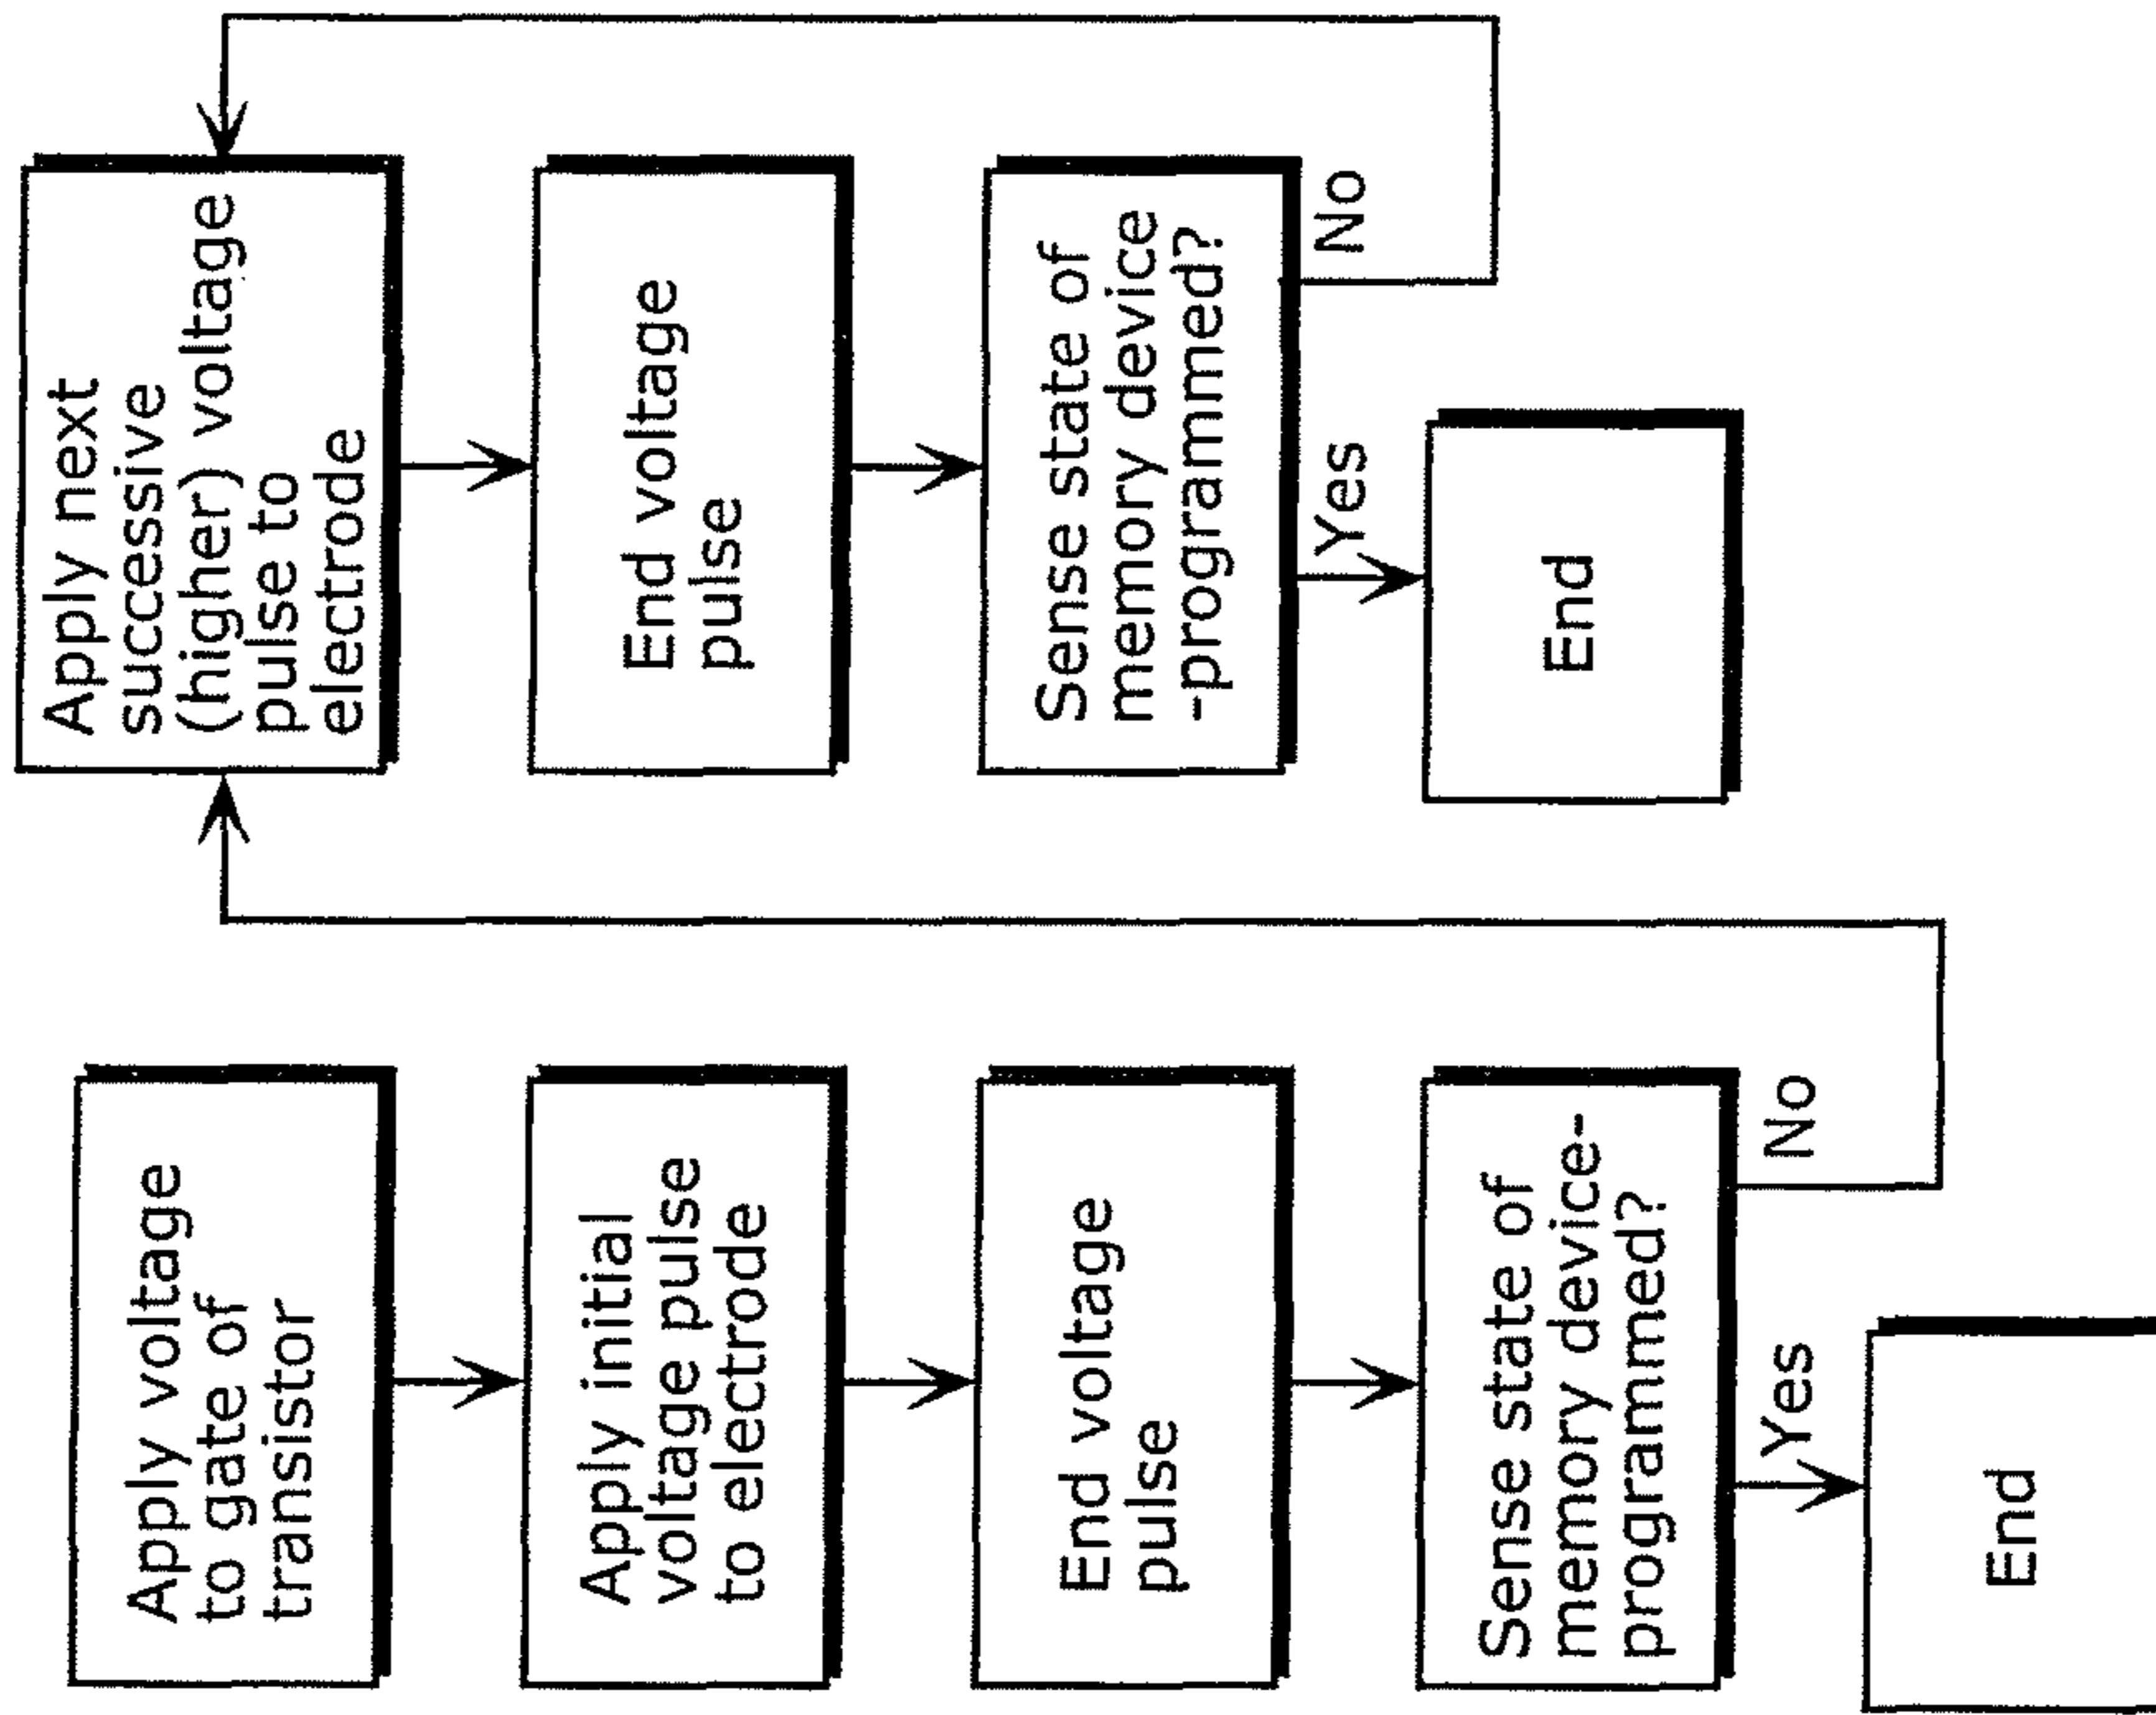 Apply voltage
to gate of
transistor
Apply initial
voltage pulse
to electrode
End voltage
pulse
Sense state of
memory device-
programmed?
Yes
No
End
Apply next
successive
(higher) voltage
pulse to
electrode
End voltage
pulse
Sense state of
memory device
-programmed?
Yes
No
End